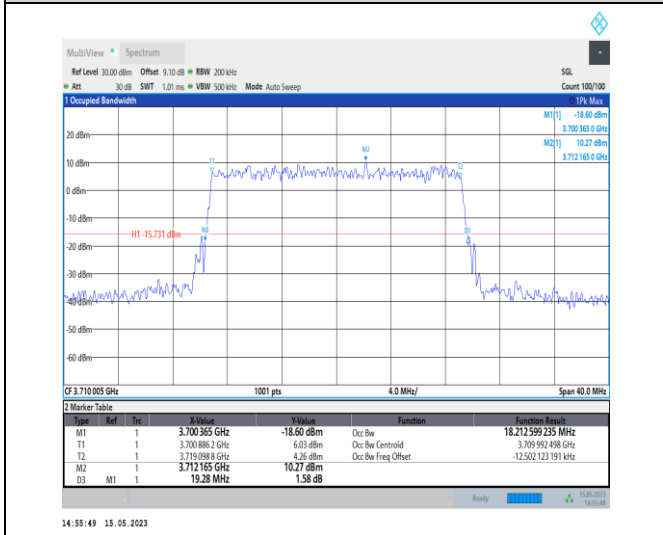 MultiView Spectrum
Ref Level 30.00 dBm Offset 9.10 dB RBW 200 kHz SGL
Att 30 dB SWT 1.01 ms VBW 500 kHz Mode Auto Sweep Count 100/100
1 Occupied Bandwidth 1Pk Max
M1[1] -18.60 dBm
3.700 365 0 GHz
M2[1] 10.27 dBm
3.712 165 0 GHz
20 dBm
M2
T1
T2
10 dBm
0 dBm
-10 dBm
M3
D3
H1 -15.731 dBm
-20 dBm
-30 dBm
-40 dBm
-50 dBm
-60 dBm
CF 3.710 005 GHz 1001 pts 4.0 MHz/ Span 40.0 MHz
2 Marker Table
Type Ref Trc X-Value Y-Value Function Function Result
M1 1 3.700 365 GHz -18.60 dBm Occ Bw 18.212 599 235 MHz
T1 1 3.700 886 2 GHz 6.03 dBm Occ Bw Centroid 3.709 992 498 GHz
T2 1 3.719 098 8 GHz 4.26 dBm Occ Bw Freq Offset -12.502 123 191 kHz
M2 1 3.712 165 GHz 10.27 dBm
D3 M1 1 19.28 MHz 1.58 dB
Ready 15.05.2023
14:55:48
14:55:49 15.05.2023